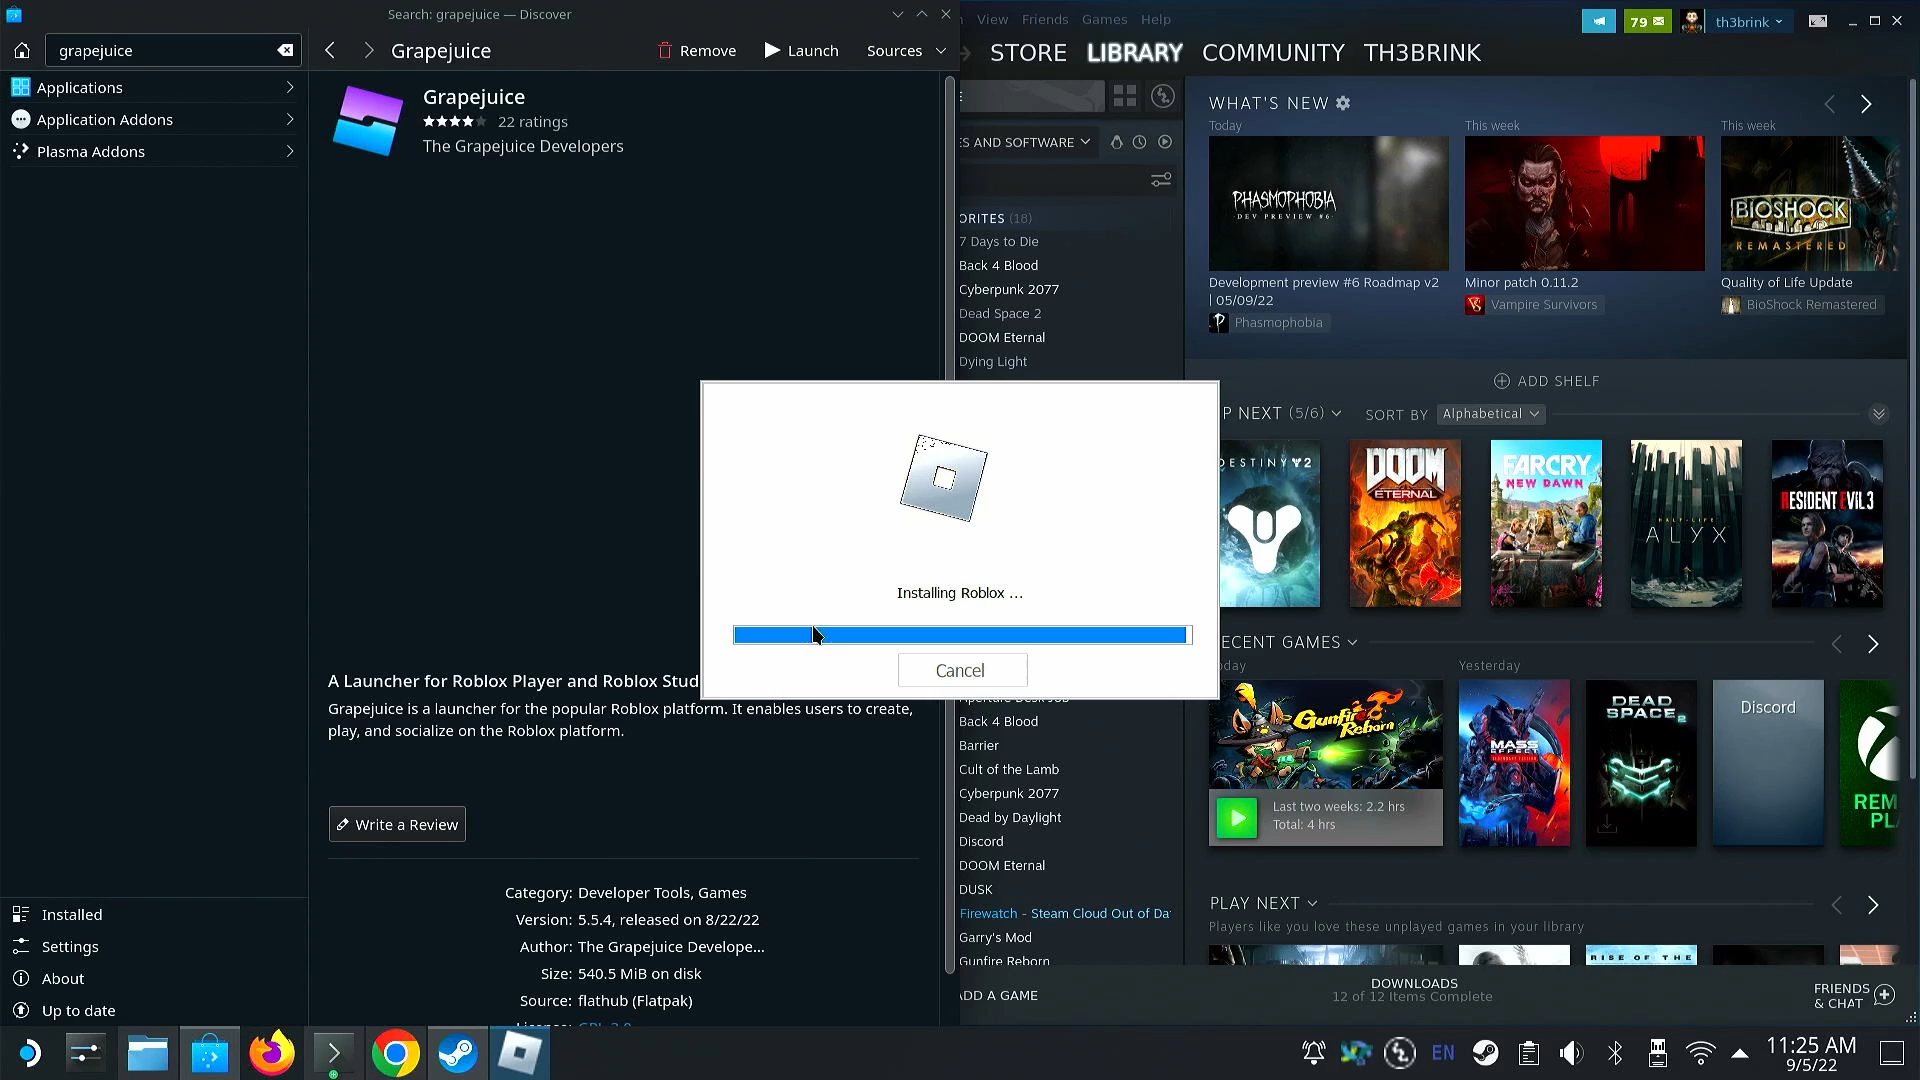 Search: grapejuice — Discover
grapejuice
Grapejuice
Remove
Launch
Sources
Applications
Application Addons
Plasma Addons
Grapejuice
22 ratings
The Grapejuice Developers
A Launcher for Roblox Player and Roblox Stud
Grapejuice is a launcher for the popular Roblox platform. It enables users to create,
play, and socialize on the Roblox platform.
Write a Review
Category: Developer Tools, Games
Version: 5.5.4, released on 8/22/22
Author: The Grapejuice Develope...
Size: 540.5 MiB on disk
Source: flathub (Flatpak)
Installed
Settings
About
Up to date
Installing Roblox ...
Cancel
View Friends Games Help
79
th3brink
STORE LIBRARY COMMUNITY TH3BRINK
ES AND SOFTWARE
ORITES (18)
7 Days to Die
Back 4 Blood
Cyberpunk 2077
Dead Space 2
DOOM Eternal
Dying Light
Back 4 Blood
Barrier
Cult of the Lamb
Cyberpunk 2077
Dead by Daylight
Discord
DOOM Eternal
DUSK
Firewatch - Steam Cloud Out of Da
Garry's Mod
Gunfire Reborn
ADD A GAME
WHAT'S NEW
Today
This week
This week
PHASMOPHOBIA
DEV PREVIEW #6
BIOSHOCK
REMASTERED
Development preview #6 Roadmap v2
| 05/09/22
Phasmophobia
Minor patch 0.11.2
Vampire Survivors
Quality of Life Update
BioShock Remastered
ADD SHELF
P NEXT (5/6)
SORT BY Alphabetical
DESTINY 2
DOOM
ETERNAL
FARCRY
NEW DAWN
HALF-LIFE
ALYX
RESIDENT EVIL 3
ECENT GAMES
oday
Yesterday
Gunfire
Reborn
Last two weeks: 2.2 hrs
Total: 4 hrs
MASS
EFFECT
LEGENDARY EDITION
DEAD
SPACE 2
Discord
REM
PL
PLAY NEXT
Players like you love these unplayed games in your library
RISE OF THE
DOWNLOADS
12 of 12 Items Complete
FRIENDS
& CHAT
EN
11:25 AM
9/5/22